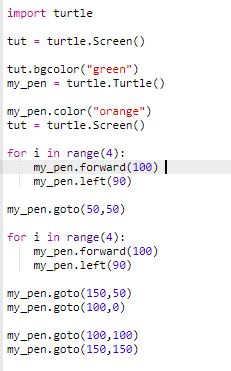 import turtle
tut = turtle.Screen()
tut.bgcolor("green")
my_pen = turtle.Turtle()
my_pen.color("orange")
tut = turtle.Screen()
for i in range(4):
    my_pen.forward(100)
    my_pen.left(90)
my_pen.goto(50,50)
for i in range(4):
    my_pen.forward(100)
    my_pen.left(90)
my_pen.goto(150,50)
my_pen.goto(100,0)
my_pen.goto(100,100)
my_pen.goto(150,150)